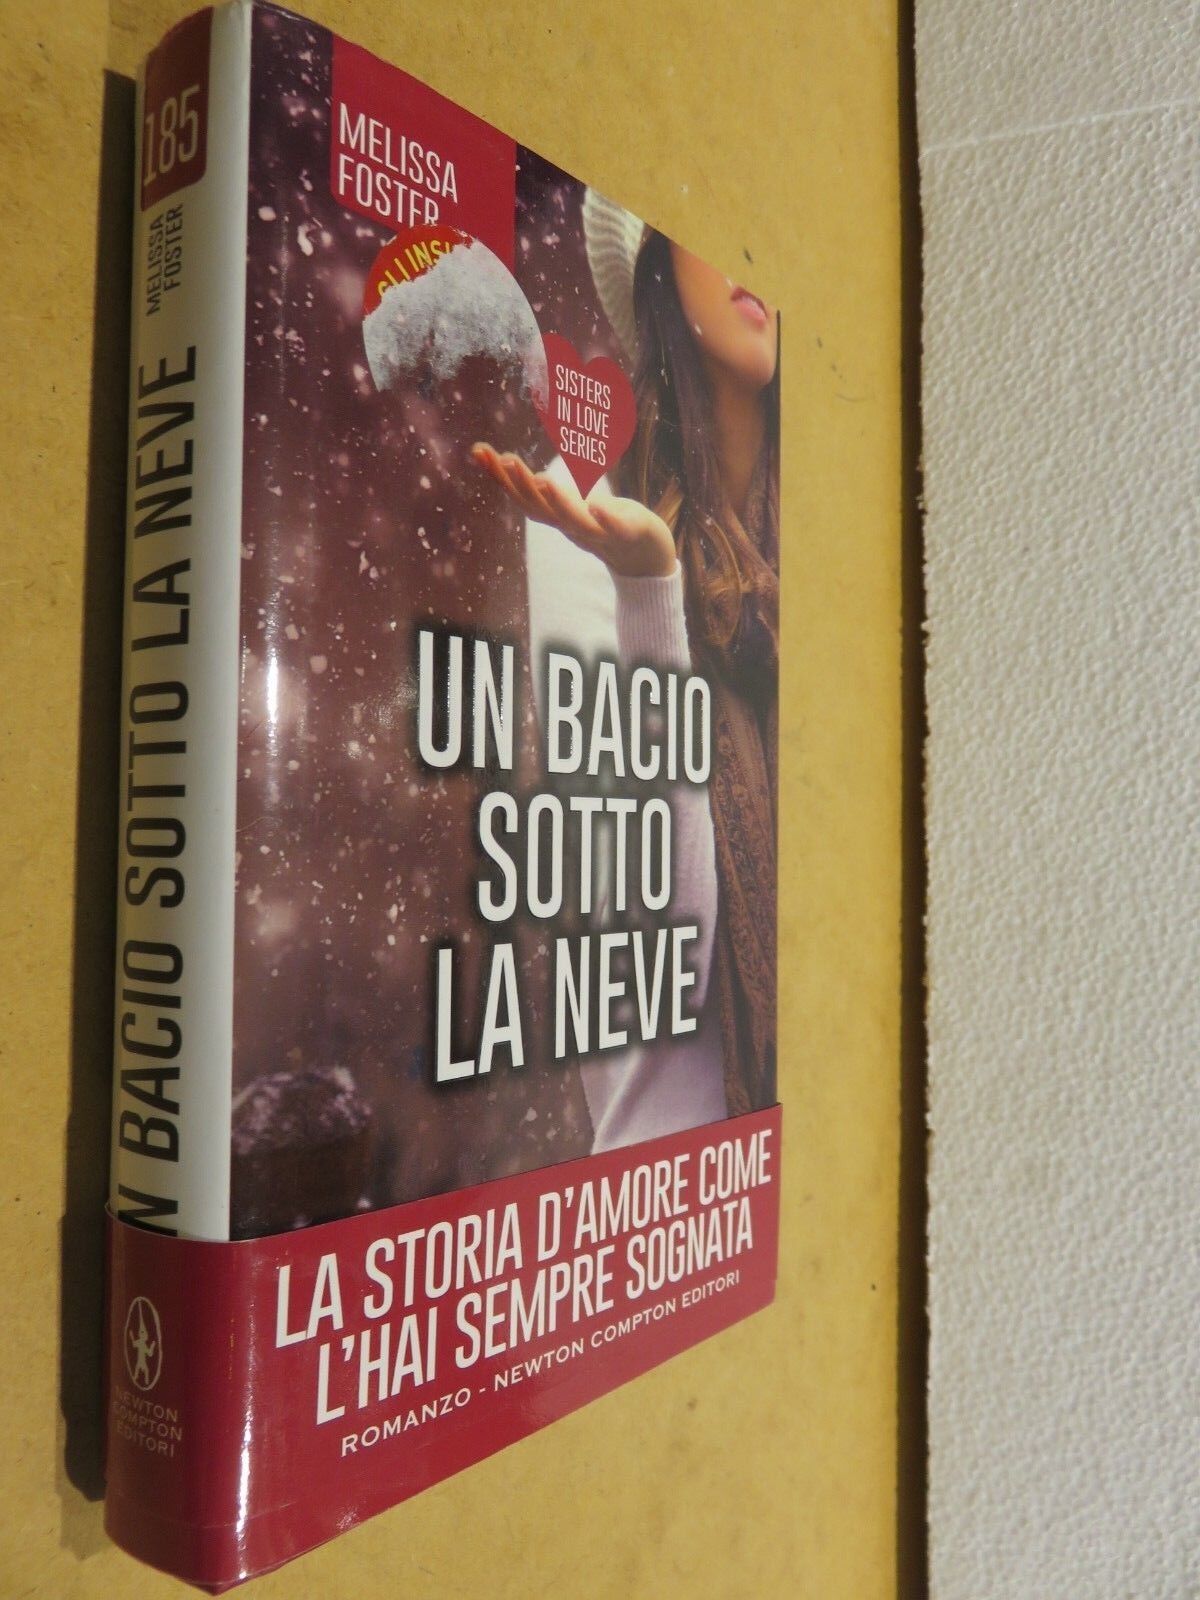 185
MELISSA
FOSTER
N BACIO SOTTO LA NEVE
NEWTON
COMPTON
EDITORI
MELISSA
FOSTER
SISTERS
IN LOVE
SERIES
UN BACIO
SOTTO
LA NEVE
LA STORIA D'AMORE COME
L'HAI SEMPRE SOGNATA
ROMANZO - NEWTON COMPTON EDITORI